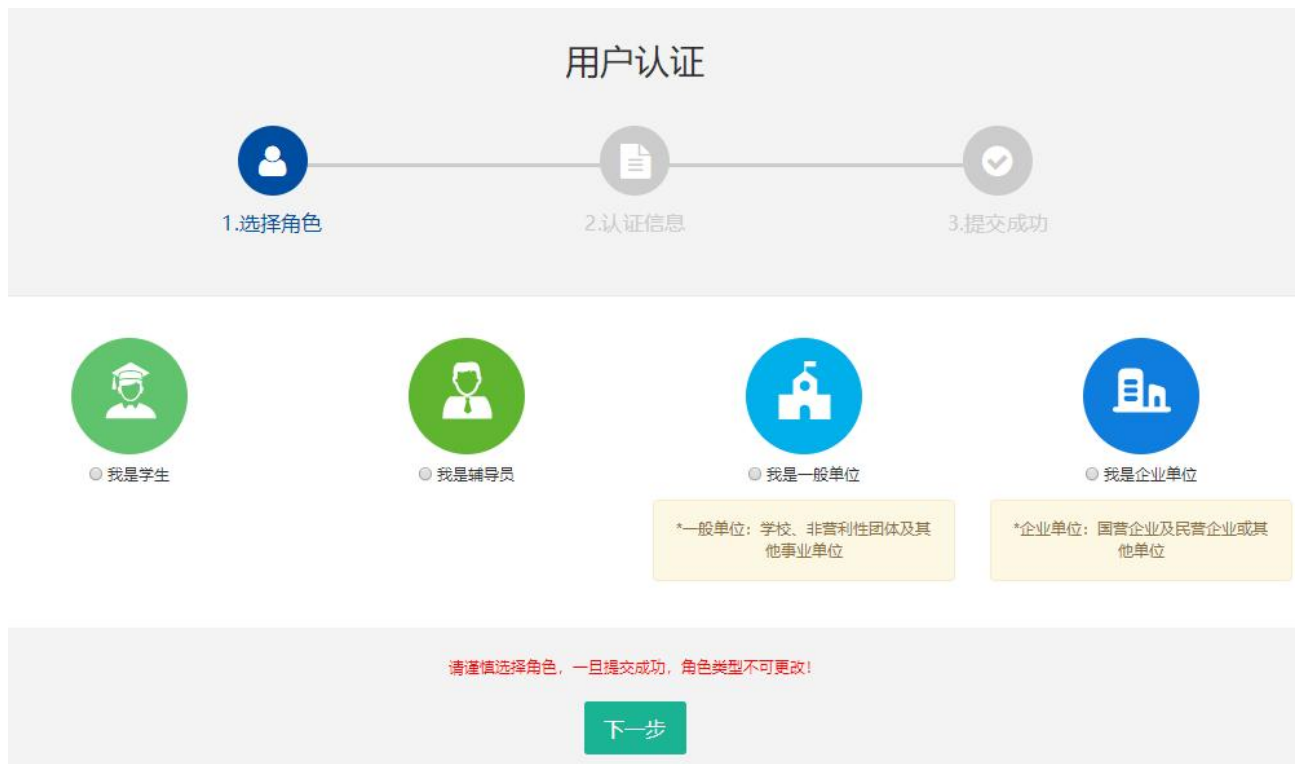 用户认证
1.选择角色
2.认证信息
3.提交成功
我是学生
我是辅导员
我是一般单位
我是企业单位
*一般单位：学校、非营利性团体及其
他事业单位
*企业单位：国营企业及民营企业或其
他单位
请谨慎选择角色，一旦提交成功，角色类型不可更改！
下一步